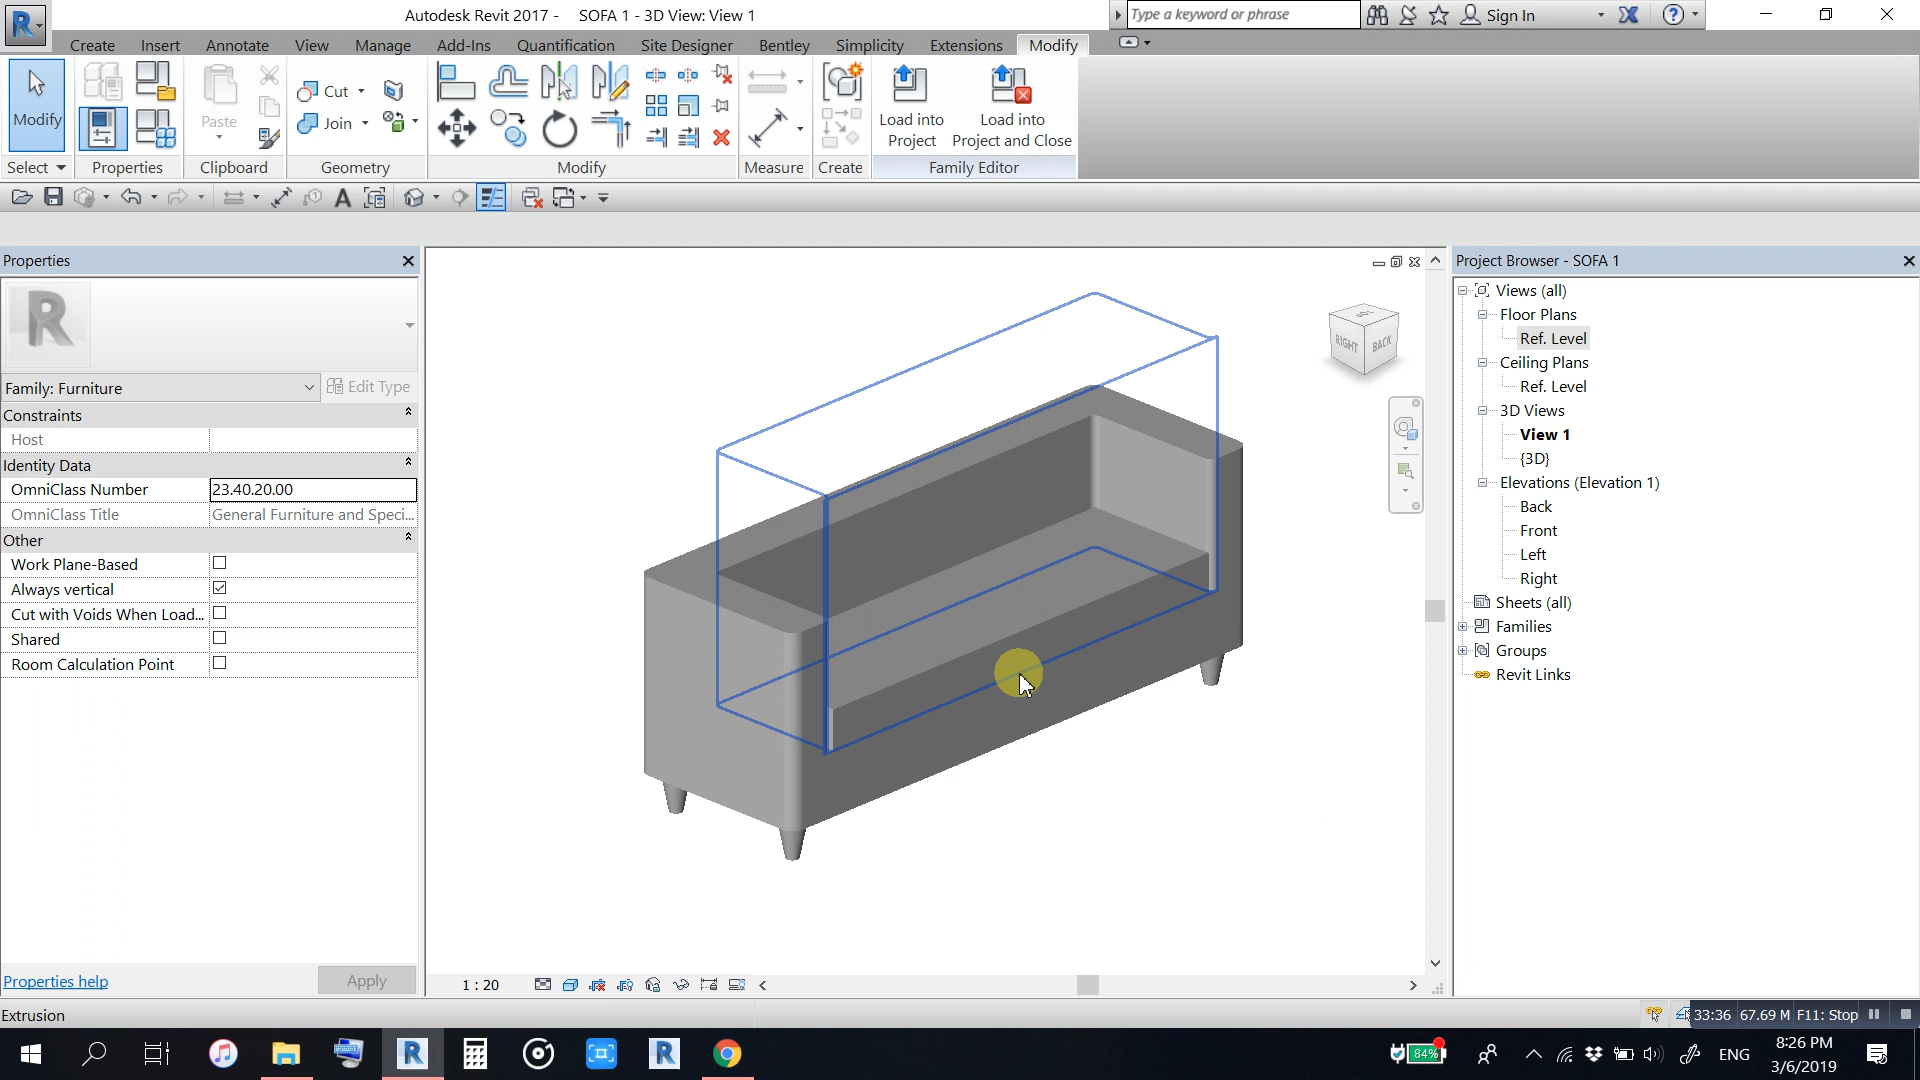 Autodesk Revit 2017 - SOFA 1 - 3D View: View 1
Type a keyword or phrase
Sign In
Create Insert Annotate View Manage Add-Ins Quantification Site Designer Bentley Simplicity Extensions Modify
Modify
Paste
Cut
Join
Load into
Project
Load into
Project and Close
Select Properties Clipboard Geometry Modify Measure Create Family Editor
Properties
Family: Furniture
Edit Type
Constraints
Host
Identity Data
OmniClass Number 23.40.20.00
OmniClass Title General Furniture and Speci...
Other
Work Plane-Based
Always vertical
Cut with Voids When Load...
Shared
Room Calculation Point
Properties help
Apply
RIGHT
BACK
1 : 20
Project Browser - SOFA 1
Views (all)
Floor Plans
Ref. Level
Ceiling Plans
Ref. Level
3D Views
View 1
{3D}
Elevations (Elevation 1)
Back
Front
Left
Right
Sheets (all)
Families
Groups
Revit Links
Extrusion
33:36 67.69 M F11: Stop
84%
ENG
8:26 PM
3/6/2019